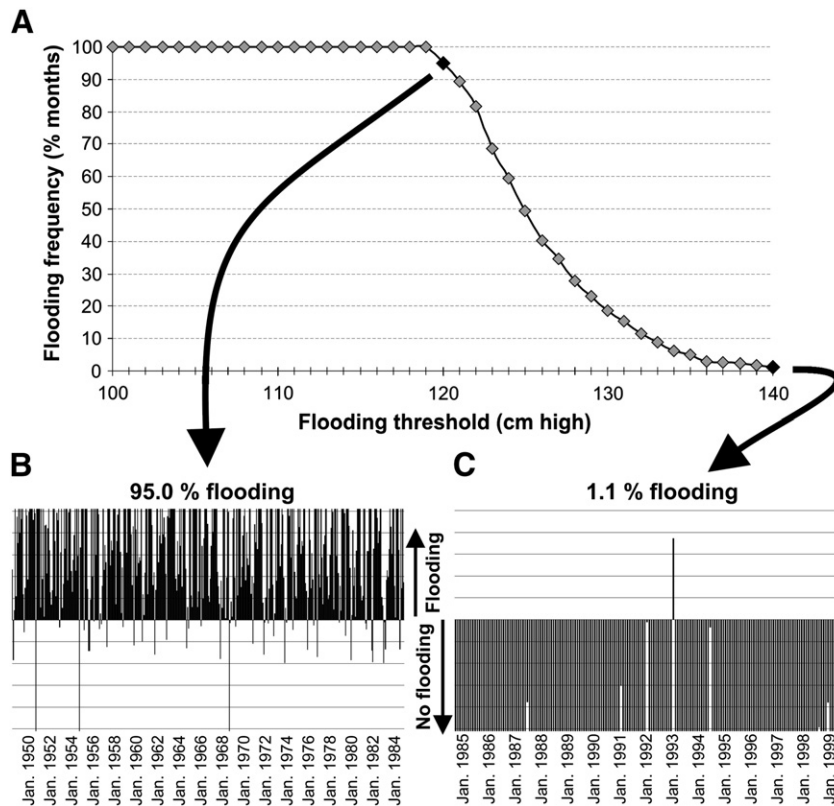 A
Flooding frequency (% months)
100
90
80
70
60
50
40
30
20
10
0
100 110 120 130 140
Flooding threshold (cm high)
B
95.0 % flooding
C
1.1 % flooding
Flooding
No flooding
Jan. 1950
Jan. 1952
Jan. 1954
Jan. 1956
Jan. 1958
Jan. 1960
Jan. 1962
Jan. 1964
Jan. 1966
Jan. 1968
Jan. 1970
Jan. 1972
Jan. 1974
Jan. 1976
Jan. 1978
Jan. 1980
Jan. 1982
Jan. 1984
Jan. 1985
Jan. 1986
Jan. 1987
Jan. 1988
Jan. 1989
Jan. 1990
Jan. 1991
Jan. 1992
Jan. 1993
Jan. 1994
Jan. 1995
Jan. 1996
Jan. 1997
Jan. 1998
Jan. 1999